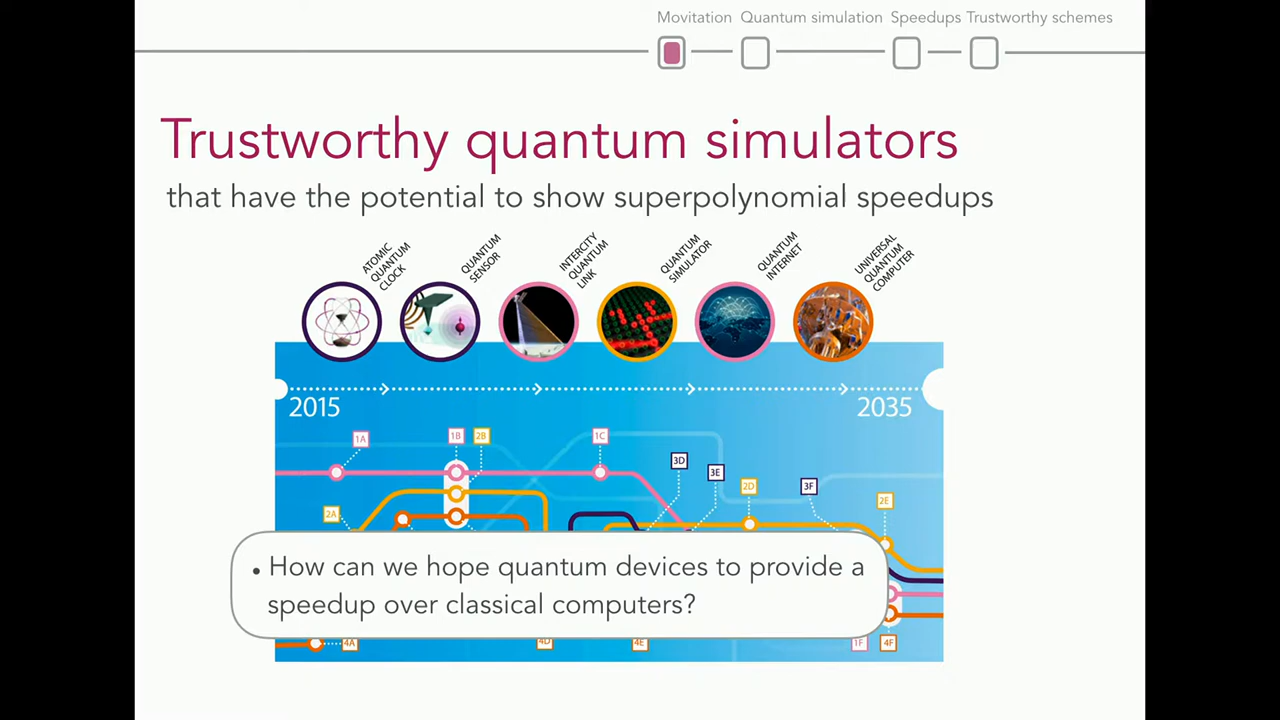 Movitation Quantum simulation Speedups Trustworthy schemes
Trustworthy quantum simulators
that have the potential to show superpolynomial speedups
ATOMIC
QUANTUM
CLOCK
QUANTUM
SENSOR
INTERCITY
QUANTUM
LINK
QUANTUM
SIMULATOR
QUANTUM
INTERNET
UNIVERSAL
QUANTUM
COMPUTER
2015 2035
1A 1B 2B 1C
3D 3E 2D 3F 2E
2A
• How can we hope quantum devices to provide a
speedup over classical computers?
4A 4D 4E 1F 4F